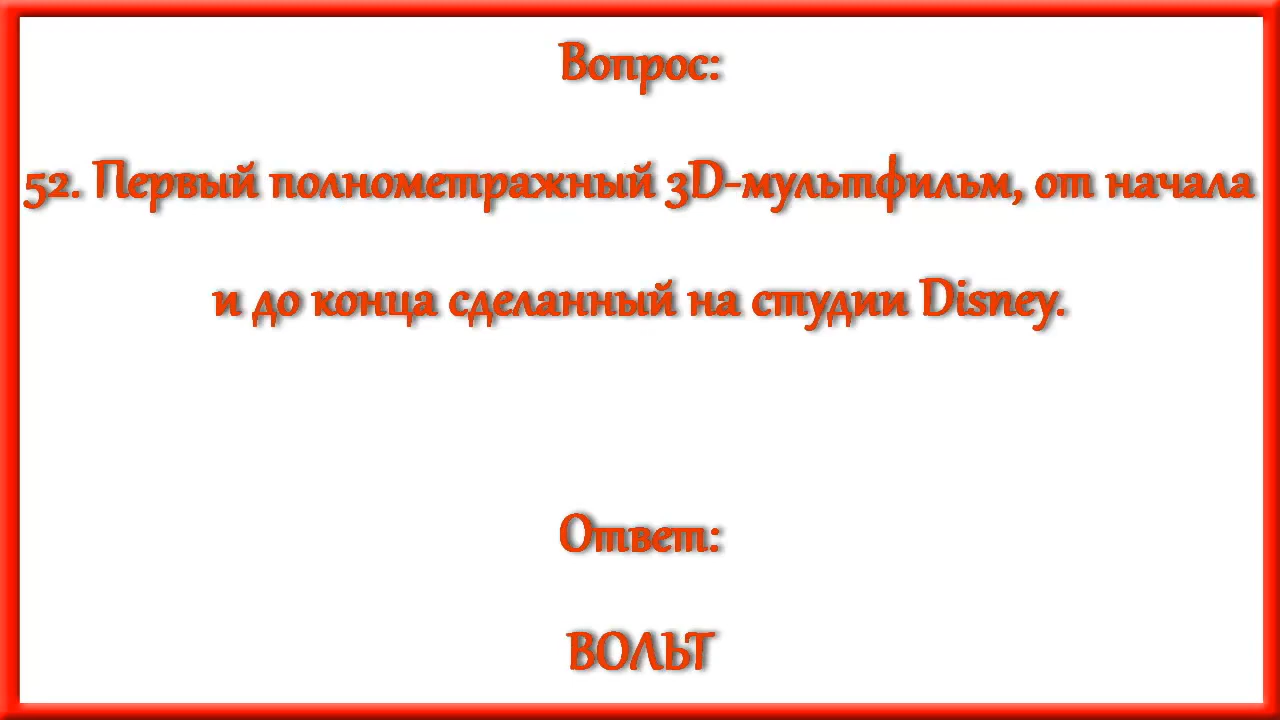 Вопрос:
52. Первый полнометражный 3D-мультфильм, от начала
и до конца сделанный на студии Disney.
Ответ:
ВОЛЬТ